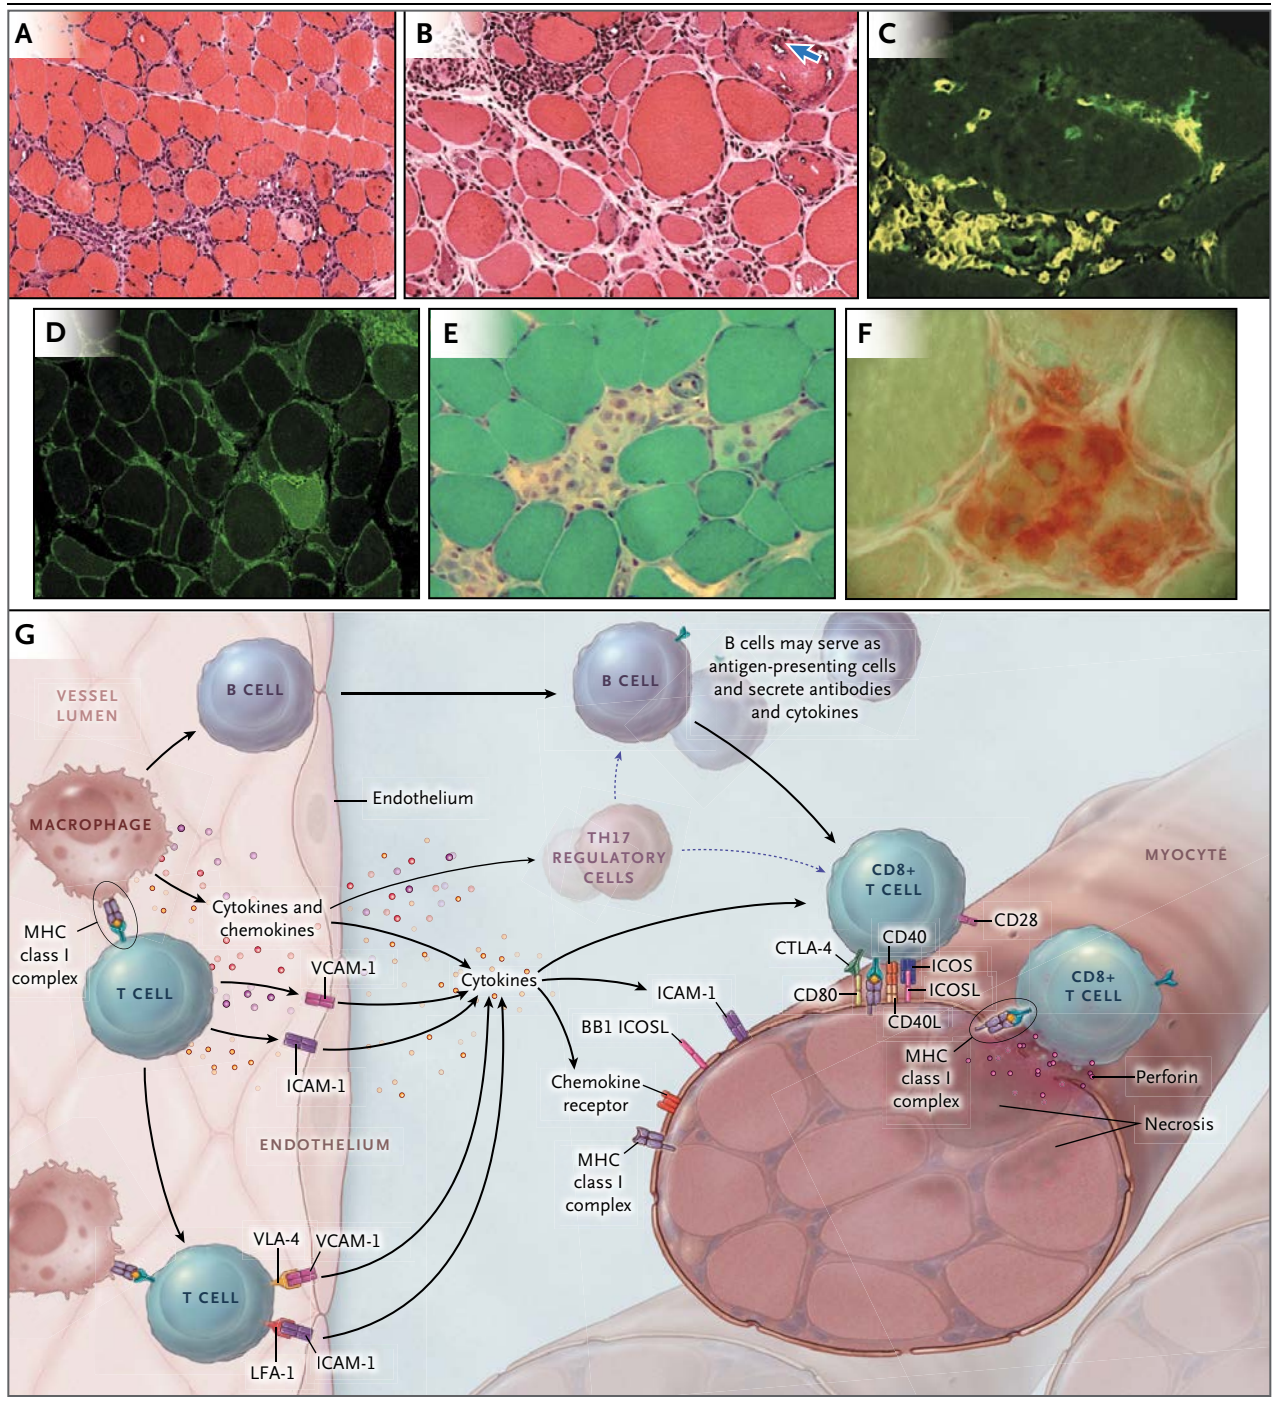 A
B
C
D
E
F
G
VESSEL
LUMEN
B CELL
B CELL
B cells may serve as
antigen-presenting cells
and secrete antibodies
and cytokines
Endothelium
MACROPHAGE
TH17
REGULATORY
CELLS
MYOCYTE
CD8+
T CELL
MHC
class I
complex
Cytokines and
chemokines
CD28
T CELL
VCAM-1
Cytokines
CTLA-4
CD40
ICOS
ICOSL
CD80
CD40L
CD8+
T CELL
ICAM-1
BB1 ICOSL
ICAM-1
Chemokine
receptor
MHC
class I
complex
Perforin
Necrosis
ENDOTHELIUM
MHC
class I
complex
VLA-4
VCAM-1
T CELL
LFA-1
ICAM-1